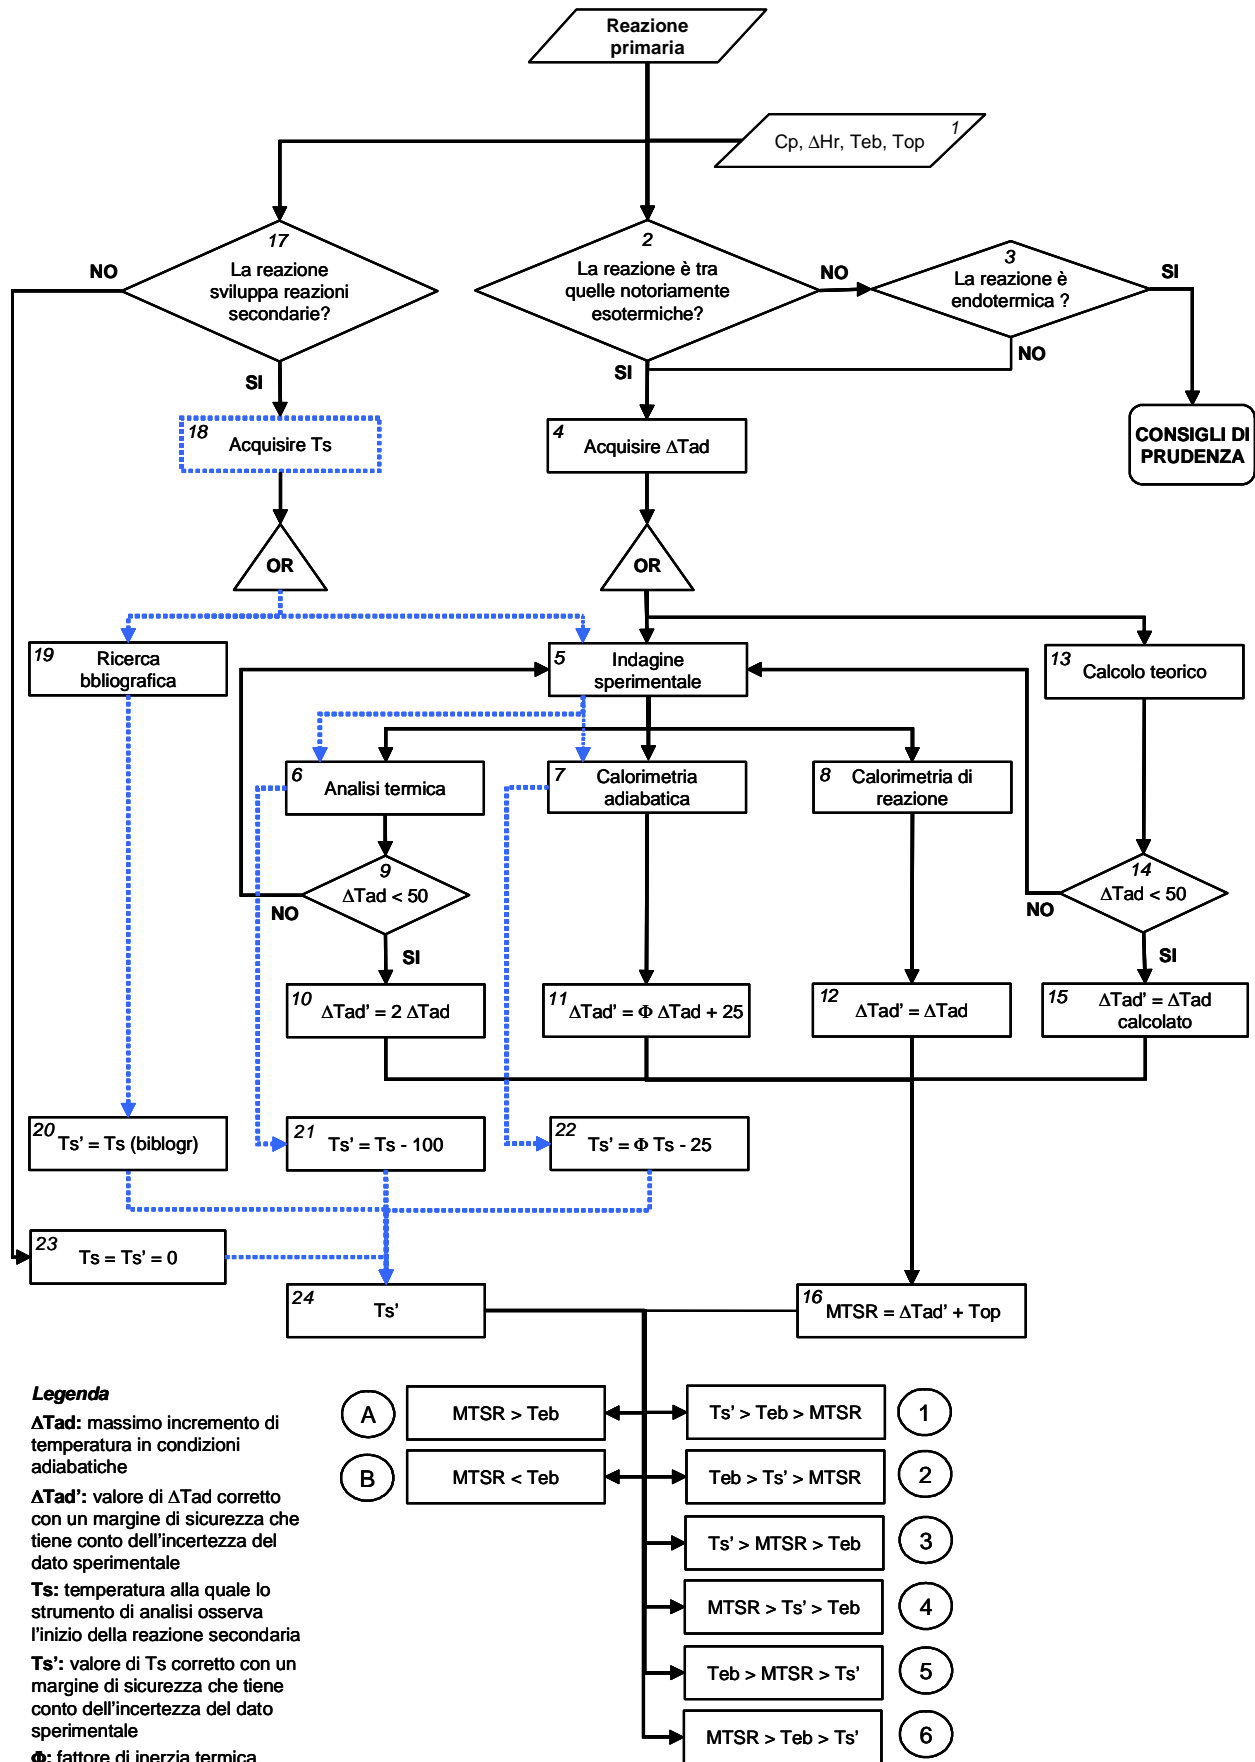 Reazione
primaria
Cp, ΔHr, Teb, Top
1
17
La reazione
sviluppa reazioni
secondarie?
NO
SI
2
La reazione è tra
quelle notoriamente
esotermiche?
NO
SI
3
La reazione è
endotermica ?
SI
NO
CONSIGLI DI
PRUDENZA
18
Acquisire Ts
4
Acquisire ΔTad
OR
OR
19
Ricerca
bbliografica
5
Indagine
sperimentale
13
Calcolo teorico
6
Analisi termica
7
Calorimetria
adiabatica
8
Calorimetria di
reazione
9
ΔTad < 50
NO
SI
14
ΔTad < 50
NO
SI
10
ΔTad' = 2 ΔTad
11
ΔTad' = Φ ΔTad + 25
12
ΔTad' = ΔTad
15
ΔTad' = ΔTad
calcolato
20
Ts' = Ts (biblogr)
21
Ts' = Ts - 100
22
Ts' = Φ Ts - 25
23
Ts = Ts' = 0
24
Ts'
16
MTSR = ΔTad' + Top
A
MTSR > Teb
Ts' > Teb > MTSR
1
B
MTSR < Teb
Teb > Ts' > MTSR
2
Ts' > MTSR > Teb
3
MTSR > Ts' > Teb
4
Teb > MTSR > Ts'
5
MTSR > Teb > Ts'
6
Legenda
ΔTad: massimo incremento di
temperatura in condizioni
adiabatiche
ΔTad': valore di ΔTad corretto
con un margine di sicurezza che
tiene conto dell'incertezza del
dato sperimentale
Ts: temperatura alla quale lo
strumento di analisi osserva
l'inizio della reazione secondaria
Ts': valore di Ts corretto con un
margine di sicurezza che tiene
conto dell'incertezza del dato
sperimentale
Φ: fattore di inerzia termica